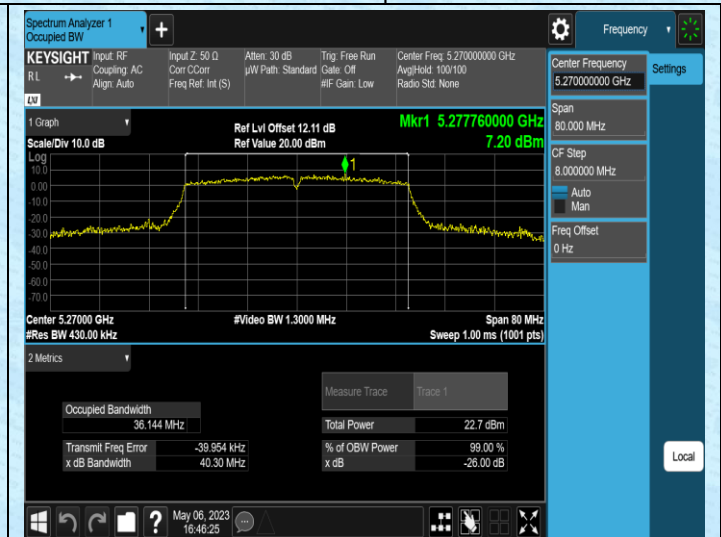 Spectrum Analyzer 1
Occupied BW
+
Frequency
KEYSIGHT
R L
LXI
Input: RF
Coupling: AC
Align: Auto
Input Z: 50 Ω
Corr CCorr
Freq Ref: Int (S)
Atten: 30 dB
µW Path: Standard
Trig: Free Run
Gate: Off
#IF Gain: Low
Center Freq: 5.270000000 GHz
Avg|Hold: 100/100
Radio Std: None
Center Frequency
5.270000000 GHz
Settings
Span
80.000 MHz
CF Step
8.000000 MHz
Auto
Man
Freq Offset
0 Hz
1 Graph
Scale/Div 10.0 dB
Ref Lvl Offset 12.11 dB
Ref Value 20.00 dBm
Mkr1 5.277760000 GHz
7.20 dBm
Log
1
10.0
0.00
-10.0
-20.0
-30.0
-40.0
-50.0
-60.0
-70.0
Center 5.27000 GHz
#Res BW 430.00 kHz
#Video BW 1.3000 MHz
Span 80 MHz
Sweep 1.00 ms (1001 pts)
2 Metrics
Measure Trace
Trace 1
Occupied Bandwidth
36.144 MHz
Total Power
22.7 dBm
Transmit Freq Error
-39.954 kHz
% of OBW Power
99.00 %
x dB Bandwidth
40.30 MHz
x dB
-26.00 dB
Local
?
May 06, 2023
16:46:25